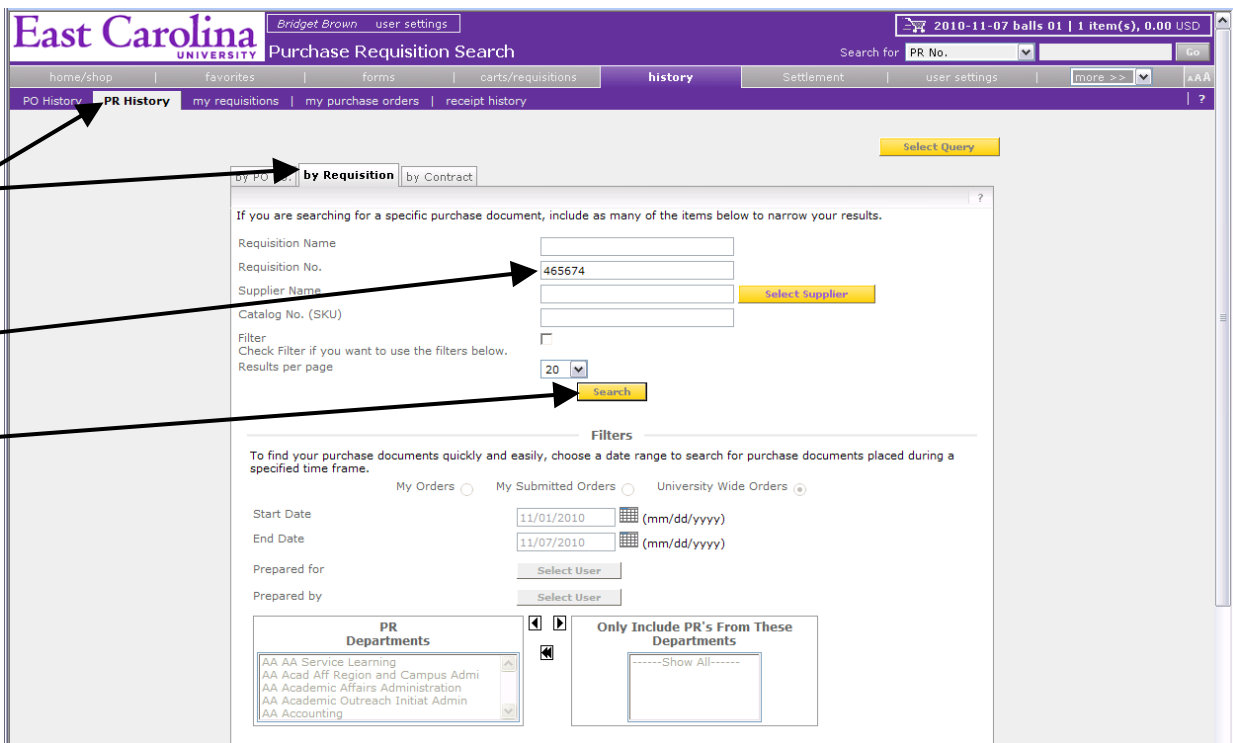 East Carolina
UNIVERSITY
Bridget Brown user settings
2010-11-07 balls 01 | 1 item(s), 0.00 USD
Purchase Requisition Search
Search for PR No. Go
home/shop | favorites | forms | carts/requisitions history Settlement | user settings | more >> AAA
PO History PR History my requisitions | my purchase orders | receipt history | ?
Select Query
by PO No. by Requisition by Contract
?
If you are searching for a specific purchase document, include as many of the items below to narrow your results.
Requisition Name
Requisition No. 465674
Supplier Name Select Supplier
Catalog No. (SKU)
Filter
Check Filter if you want to use the filters below.
Results per page 20
Search
Filters
To find your purchase documents quickly and easily, choose a date range to search for purchase documents placed during a
specified time frame.
My Orders My Submitted Orders University Wide Orders
Start Date 11/01/2010 (mm/dd/yyyy)
End Date 11/07/2010 (mm/dd/yyyy)
Prepared for Select User
Prepared by Select User
PR
Departments
Only Include PR's From These
Departments
AA AA Service Learning
AA Acad Aff Region and Campus Admi
AA Academic Affairs Administration
AA Academic Outreach Initiat Admin
AA Accounting
------Show All------